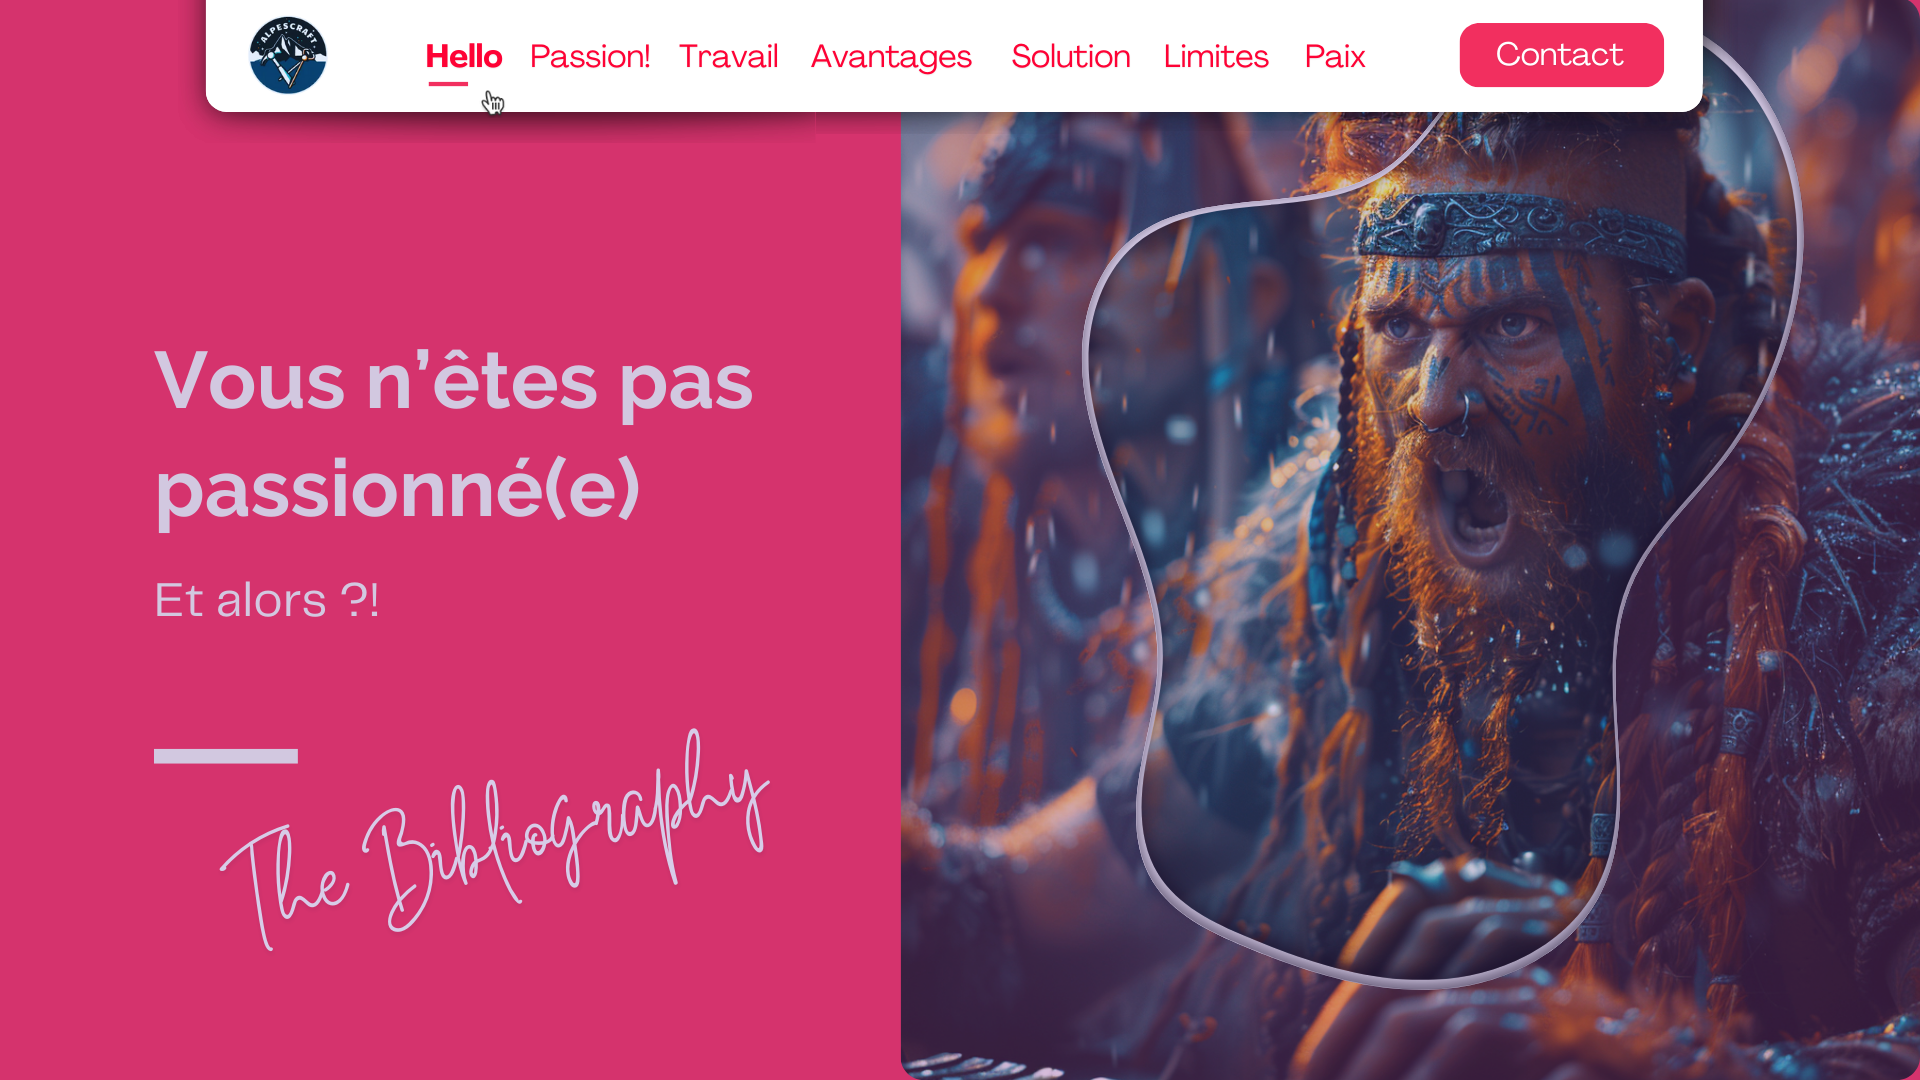 ALPESCRAFT
Hello Passion! Travail Avantages Solution Limites Paix Contact
Vous n’êtes pas
passionné(e)
Et alors ?!
The Bibliography